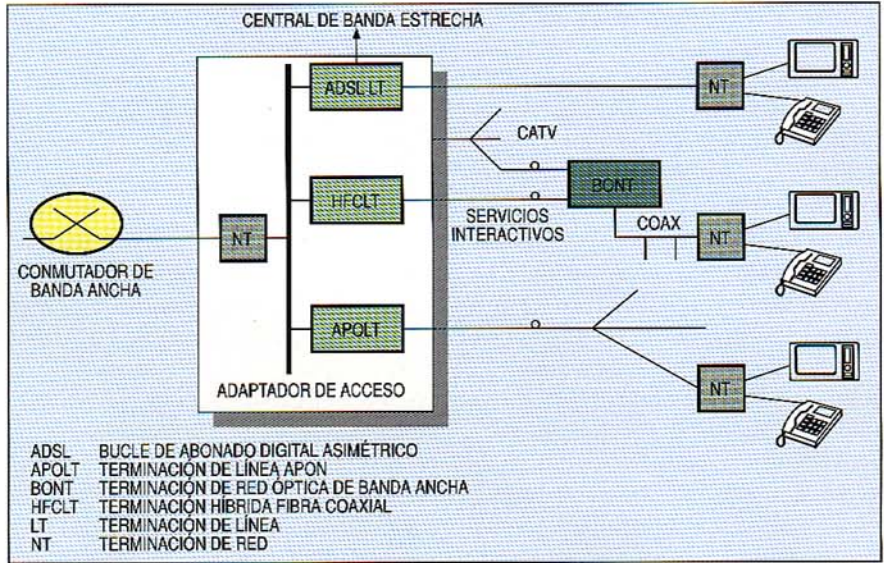 CENTRAL DE BANDA ESTRECHA
ADSL LT
NT
CATV
BONT
HFCLT
SERVICIOS
INTERACTIVOS
COAX
NT
NT
CONMUTADOR DE
BANDA ANCHA
APOLT
NT
ADAPTADOR DE ACCESO
ADSL BUCLE DE ABONADO DIGITAL ASIMÉTRICO
APOLT TERMINACIÓN DE LÍNEA APON
BONT TERMINACIÓN DE RED ÓPTICA DE BANDA ANCHA
HFCLT TERMINACIÓN HÍBRIDA FIBRA COAXIAL
LT TERMINACIÓN DE LÍNEA
NT TERMINACIÓN DE RED